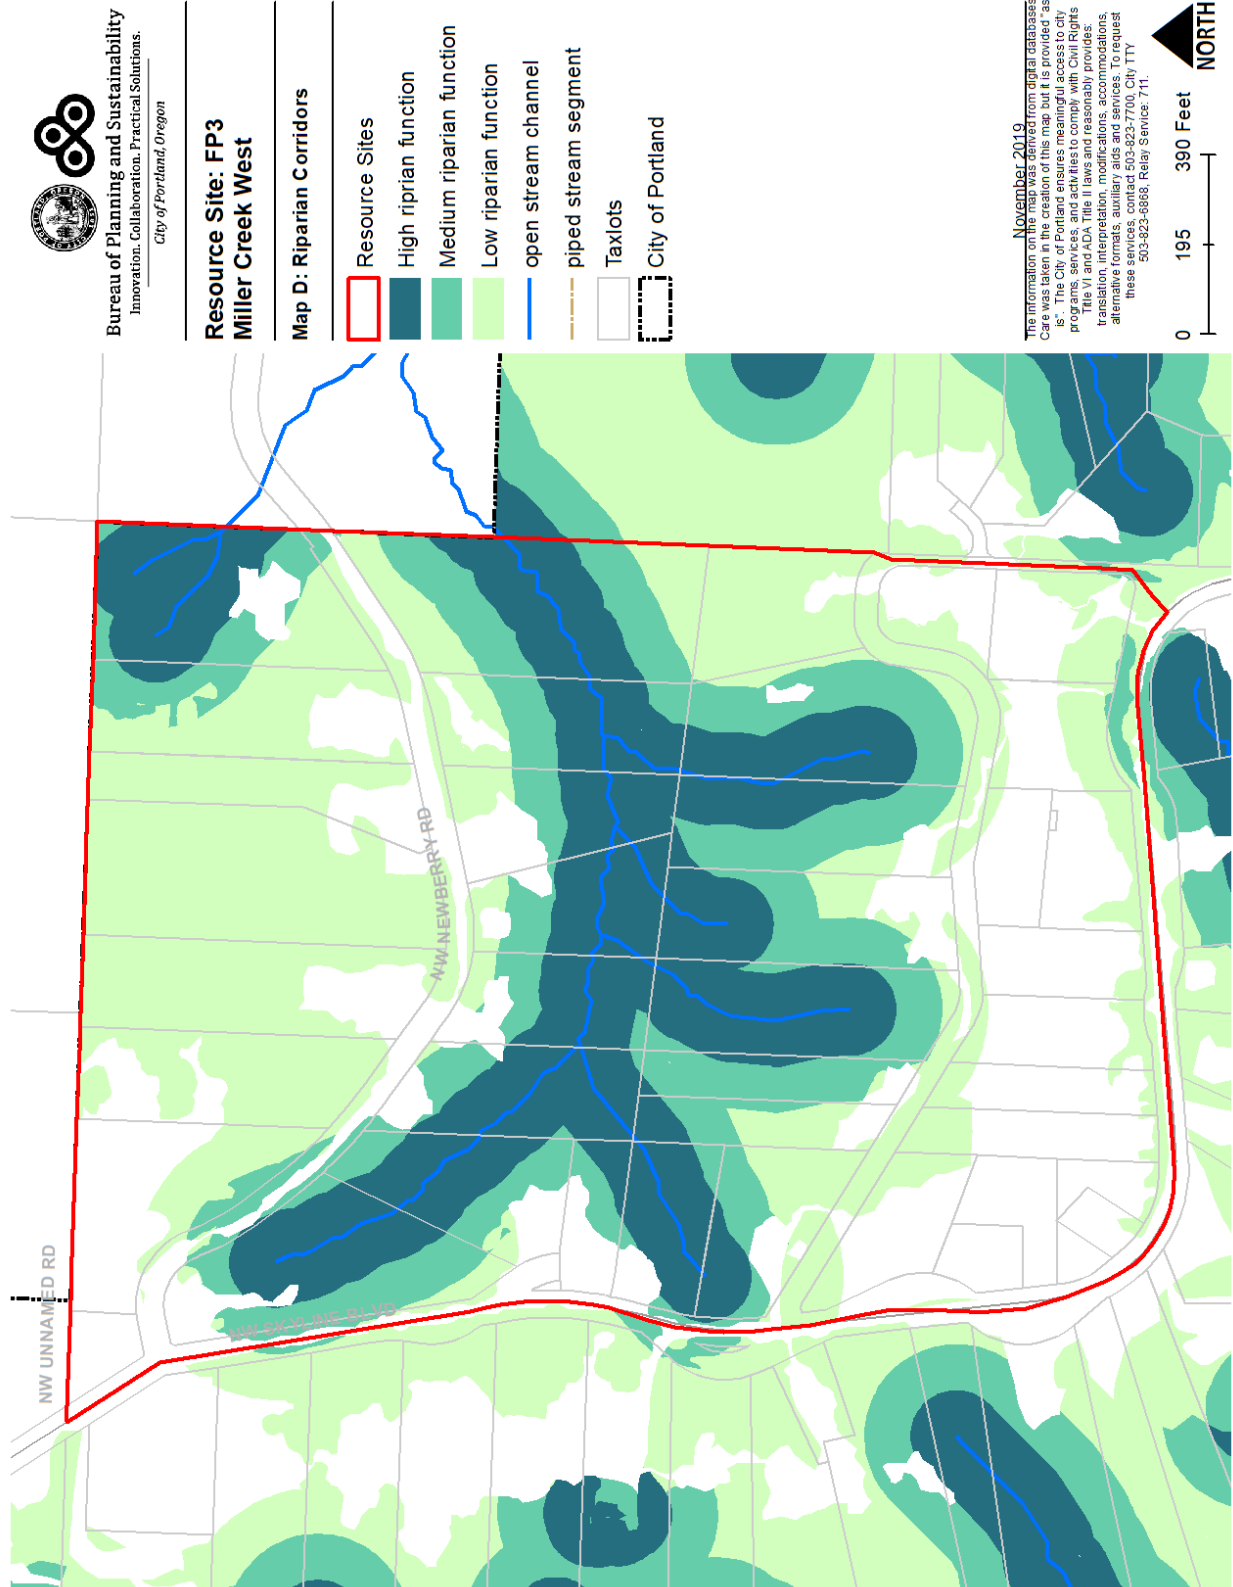 Bureau of Planning and Sustainability
Innovation. Collaboration. Practical Solutions.
City of Portland, Oregon
Resource Site: FP3
Miller Creek West
Map D: Riparian Corridors
Resource Sites
High riprian function
Medium riparian function
Low riparian function
open stream channel
piped stream segment
Taxlots
City of Portland
November 2019
The information on the map was derived from digital databases
Care was taken in the creation of this map but it is provided "as
is". The City of Portland ensures meaningful access to city
programs, services, and activities to comply with Civil Rights
Title VI and ADA Title II laws and reasonably provides:
translation, interpretation, modifications, accommodations,
alternative formats, auxiliary aids and services. To request
these services, contact 503-823-7700, City TTY
503-823-6868, Relay Service: 711.
0 195 390 Feet
NORTH
NW UNNAMED RD
NW SKYLINE BLVD
NW NEWBERRY RD